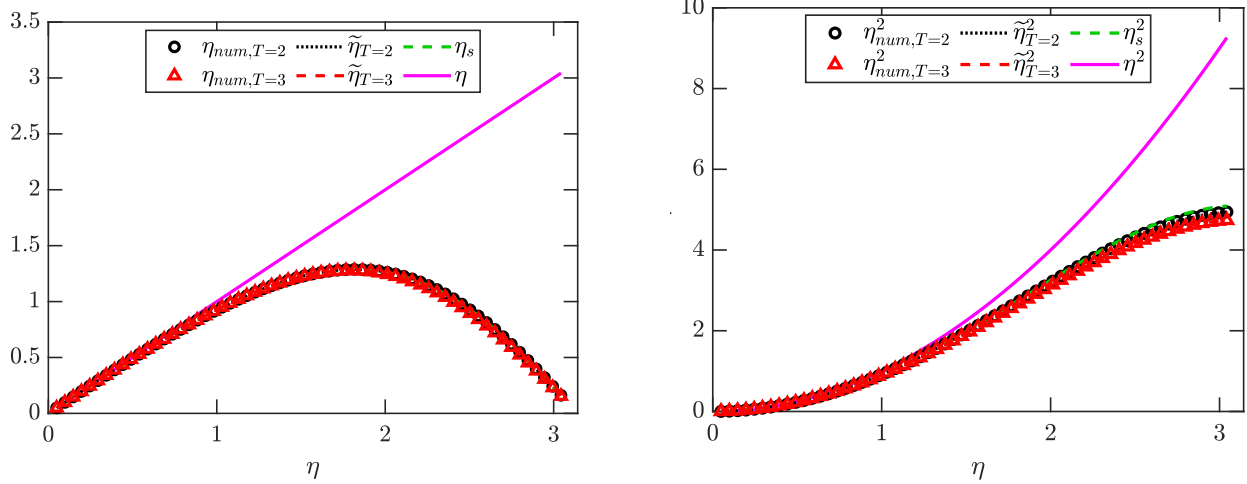 3.5
3
2.5
2
1.5
1
0.5
0
0 1 2 3
η
η_{num,T=2} η̃_{T=2} η_s
η_{num,T=3} η̃_{T=3} η
10
8
6
4
2
0
0 1 2 3
η
η²_{num,T=2} η̃²_{T=2} η²_s
η²_{num,T=3} η̃²_{T=3} η²